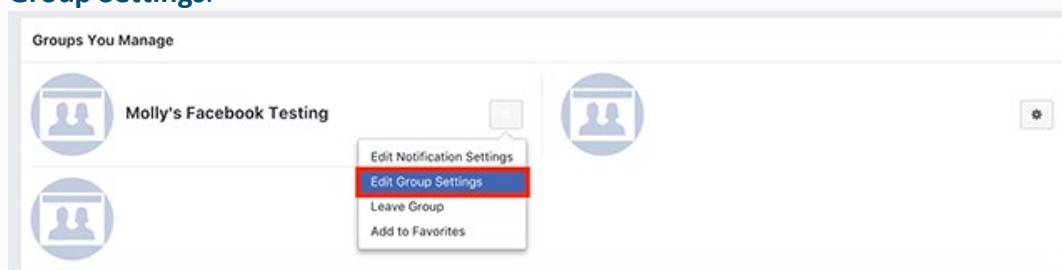 Group Settings.
Groups You Manage
Molly's Facebook Testing
Edit Notification Settings
Edit Group Settings
Leave Group
Add to Favorites